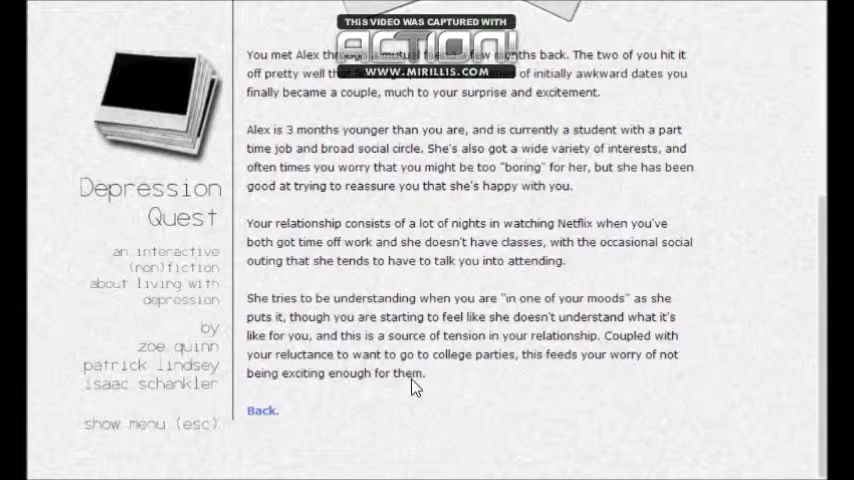 THIS VIDEO WAS CAPTURED WITH
ACTION!
WWW.MIRILLIS.COM
You met Alex through a mutual friend a few months back. The two of you hit it
off pretty well that of initially awkward dates you
finally became a couple, much to your surprise and excitement.
Alex is 3 months younger than you are, and is currently a student with a part
time job and broad social circle. She's also got a wide variety of interests, and
often times you worry that you might be too "boring" for her, but she has been
good at trying to reassure you that she's happy with you.
Your relationship consists of a lot of nights in watching Netflix when you've
both got time off work and she doesn't have classes, with the occasional social
outing that she tends to have to talk you into attending.
She tries to be understanding when you are "in one of your moods" as she
puts it, though you are starting to feel like she doesn't understand what it's
like for you, and this is a source of tension in your relationship. Coupled with
your reluctance to want to go to college parties, this feeds your worry of not
being exciting enough for them.
Back.
Depression
Quest
an interactive
(non)fiction
about living with
depression
by
zoe quinn
patrick lindsey
isaac schankler
show menu (esc)